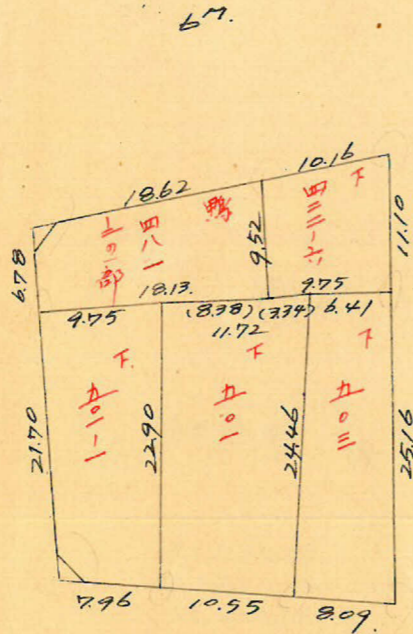 6m.
10.16
18.62
下
四二二ノ六
鴨
四八一
二の一部
11.10
9.52
6.78
18.13.
9.75
9.75
(8.38)
(3.34)
6.41
11.72
下
九〇一ノ一
下
九〇一
下
九〇三
21.70
22.90
24.46
25.16
7.96
10.55
8.09.